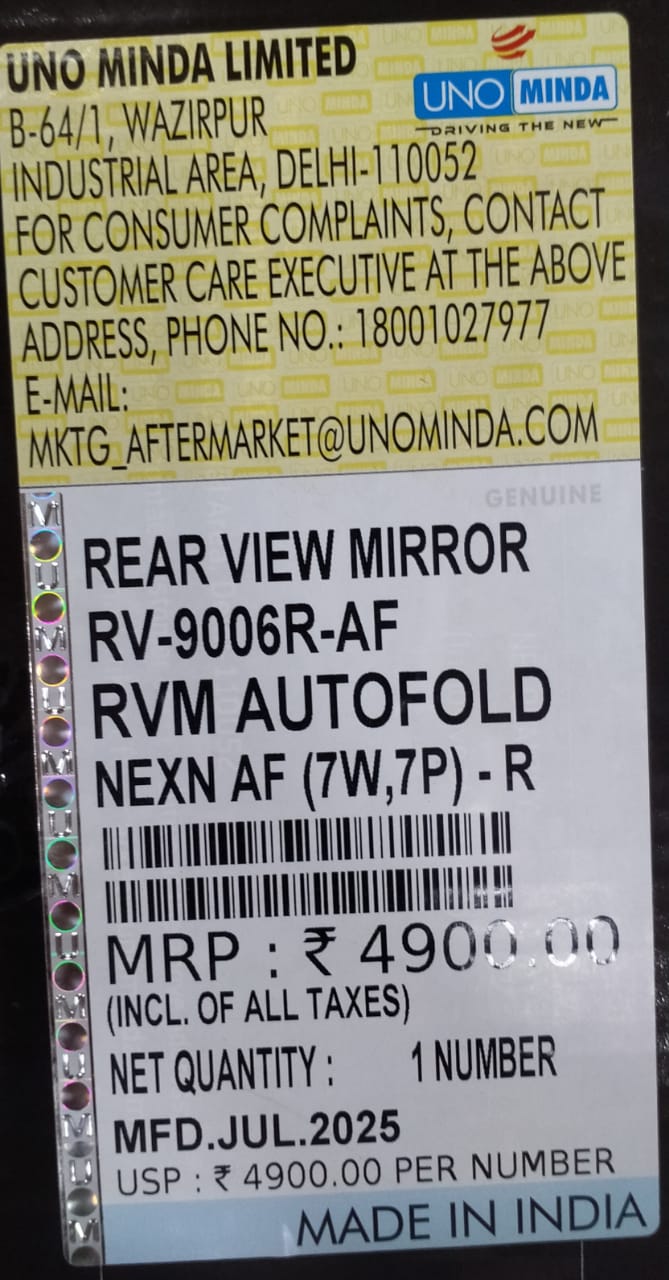 UNO MINDA LIMITED
UNO MINDA
DRIVING THE NEW
B-64/1, WAZIRPUR
INDUSTRIAL AREA, DELHI-110052
FOR CONSUMER COMPLAINTS, CONTACT
CUSTOMER CARE EXECUTIVE AT THE ABOVE
ADDRESS, PHONE NO.: 18001027977
E-MAIL:
MKTG_AFTERMARKET@UNOMINDA.COM
GENUINE
REAR VIEW MIRROR
RV-9006R-AF
RVM AUTOFOLD
NEXN AF (7W,7P) - R
MRP : ₹ 4900.00
(INCL. OF ALL TAXES)
NET QUANTITY : 1 NUMBER
MFD.JUL.2025
USP : ₹ 4900.00 PER NUMBER
MADE IN INDIA